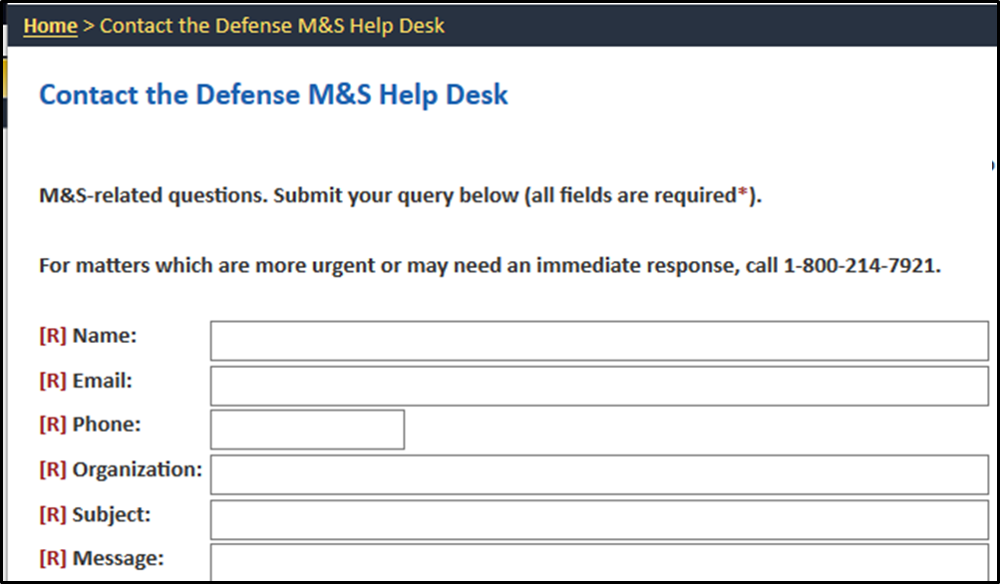 Home > Contact the Defense M&S Help Desk
Contact the Defense M&S Help Desk
M&S-related questions. Submit your query below (all fields are required*).
For matters which are more urgent or may need an immediate response, call 1-800-214-7921.
[R] Name:
[R] Email:
[R] Phone:
[R] Organization:
[R] Subject:
[R] Message: